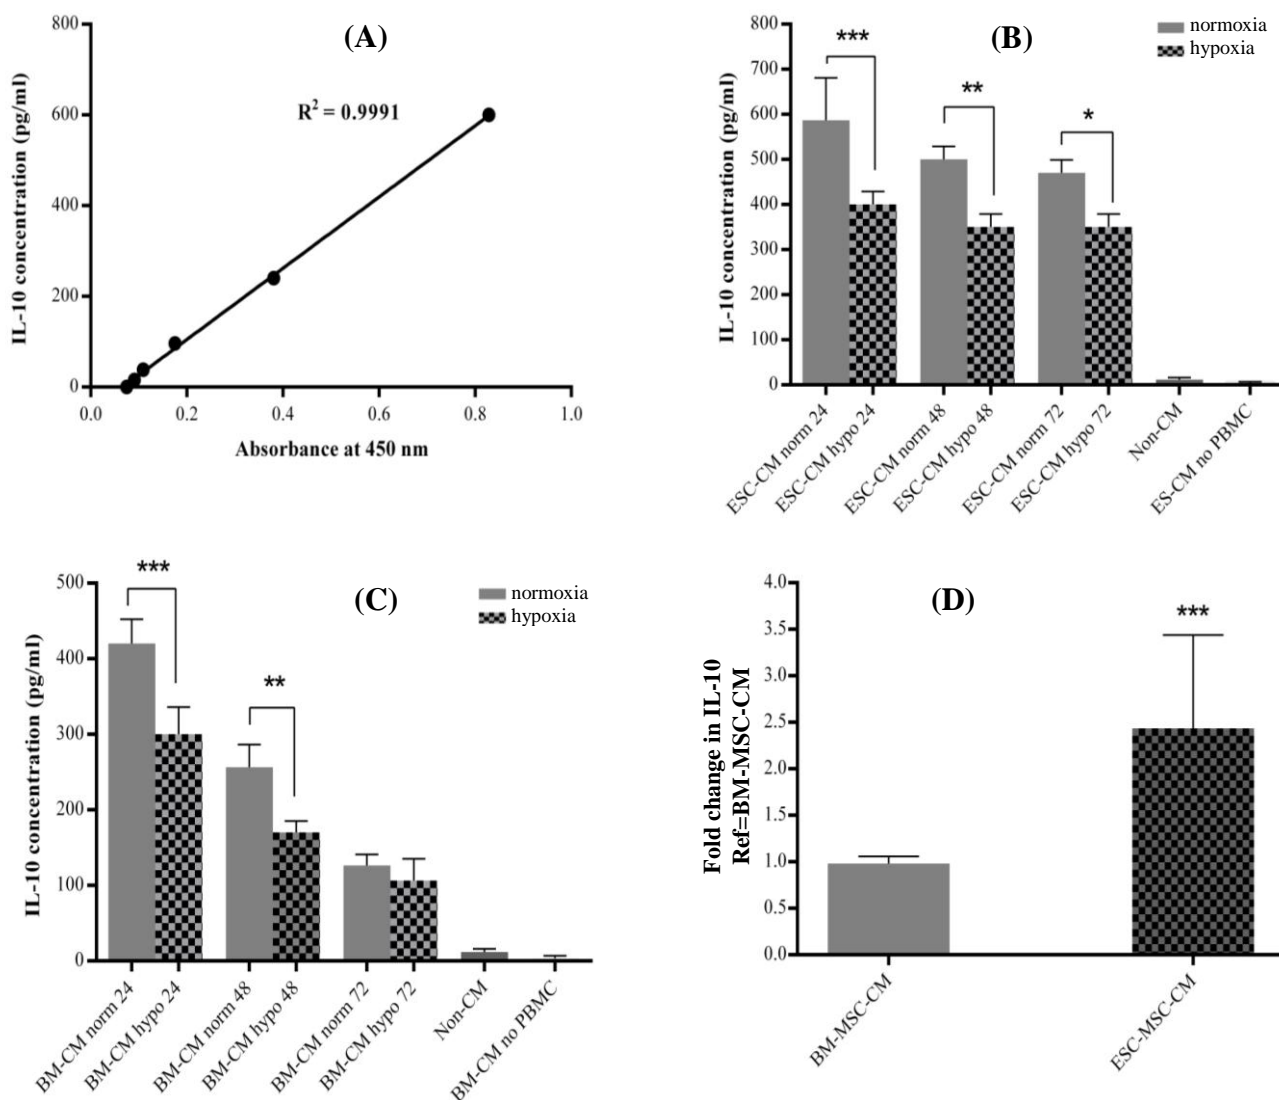 (A)
IL-10 concentration (pg/ml)
800
600
400
200
0
R² = 0.9991
0.0 0.2 0.4 0.6 0.8 1.0
Absorbance at 450 nm
(B)
normoxia
hypoxia
IL-10 concentration (pg/ml)
800
700
600
500
400
300
200
100
0
***
**
*
ESC-CM norm 24
ESC-CM hypo 24
ESC-CM norm 48
ESC-CM hypo 48
ESC-CM norm 72
ESC-CM hypo 72
Non-CM
ES-CM no PBMC
(C)
normoxia
hypoxia
IL-10 concentration (pg/ml)
500
400
300
200
100
0
***
**
BM-CM norm 24
BM-CM hypo 24
BM-CM norm 48
BM-CM hypo 48
BM-CM norm 72
BM-CM hypo 72
Non-CM
BM-CM no PBMC
(D)
Fold change in IL-10
Ref=BM-MSC-CM
4.0
3.5
3.0
2.5
2.0
1.5
1.0
0.5
0.0
***
BM-MSC-CM
ESC-MSC-CM